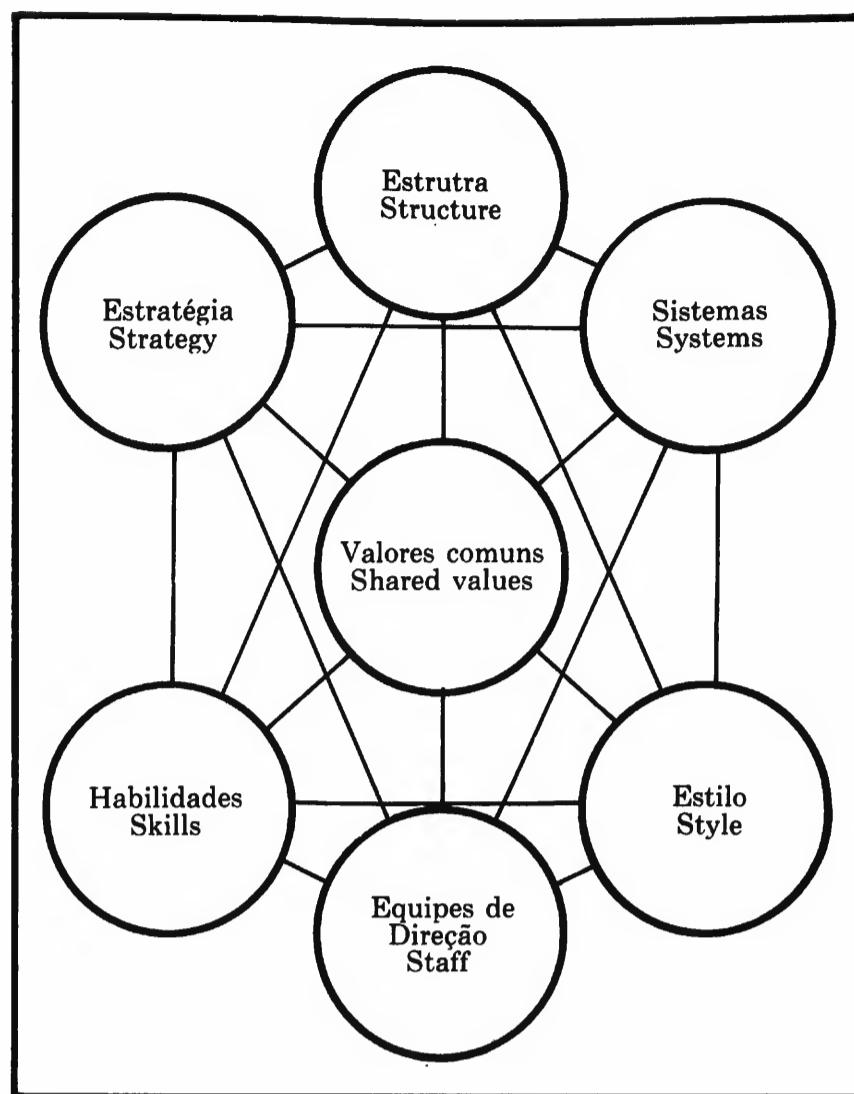 Estrutra
Structure
Estratégia
Strategy
Sistemas
Systems
Valores comuns
Shared values
Habilidades
Skills
Estilo
Style
Equipes de
Direção
Staff